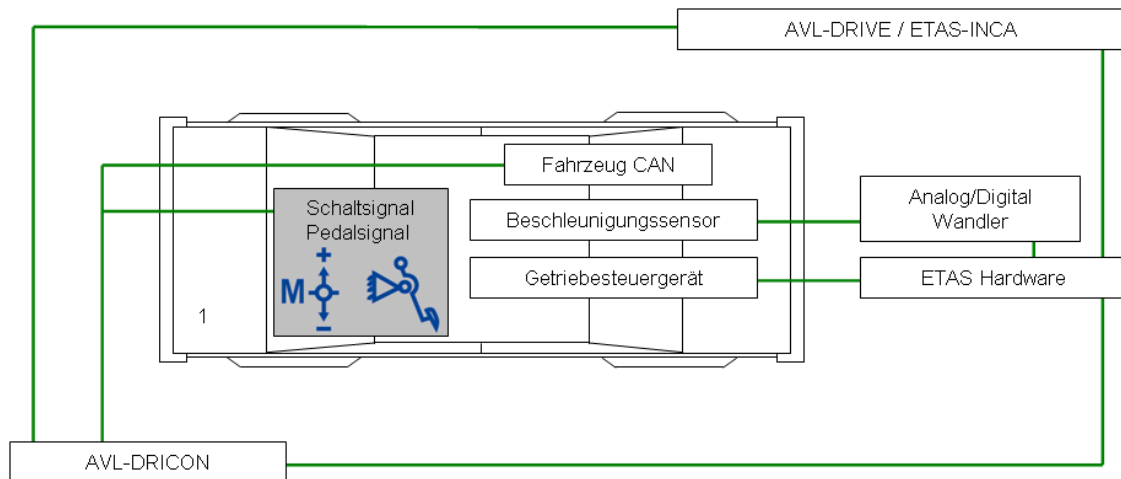 AVL-DRIVE / ETAS-INCA
Fahrzeug CAN
Schaltsignal
Pedalsignal
+
M
–
Beschleunigungssensor
Analog/Digital
Wandler
Getriebesteuergerät
ETAS Hardware
1
AVL-DRICON